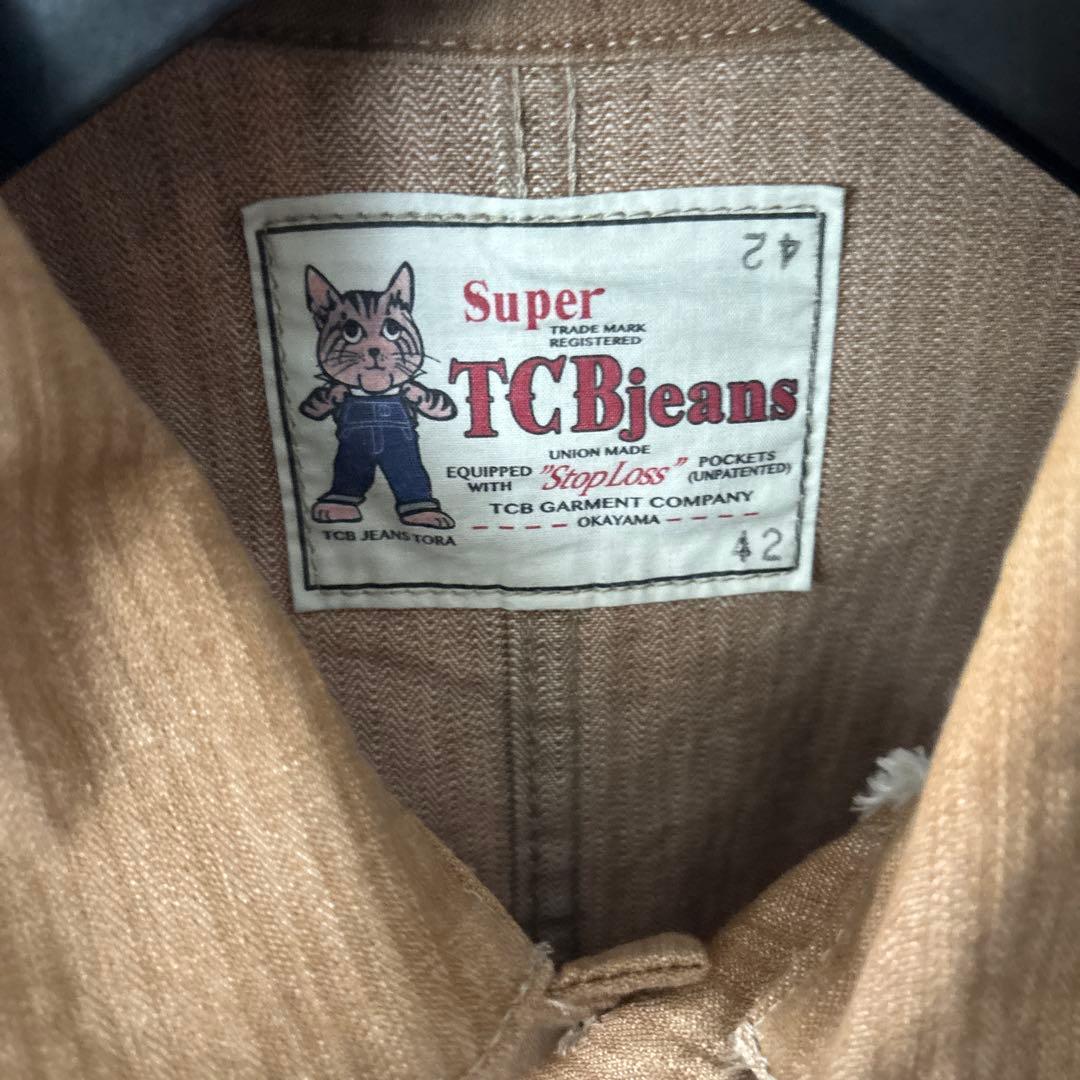 42
Super
TRADE MARK
REGISTERED
TCBjeans
UNION MADE
EQUIPPED WITH "StopLoss" POCKETS (UNPATENTED)
TCB GARMENT COMPANY
OKAYAMA
TCB JEANS TORA
42